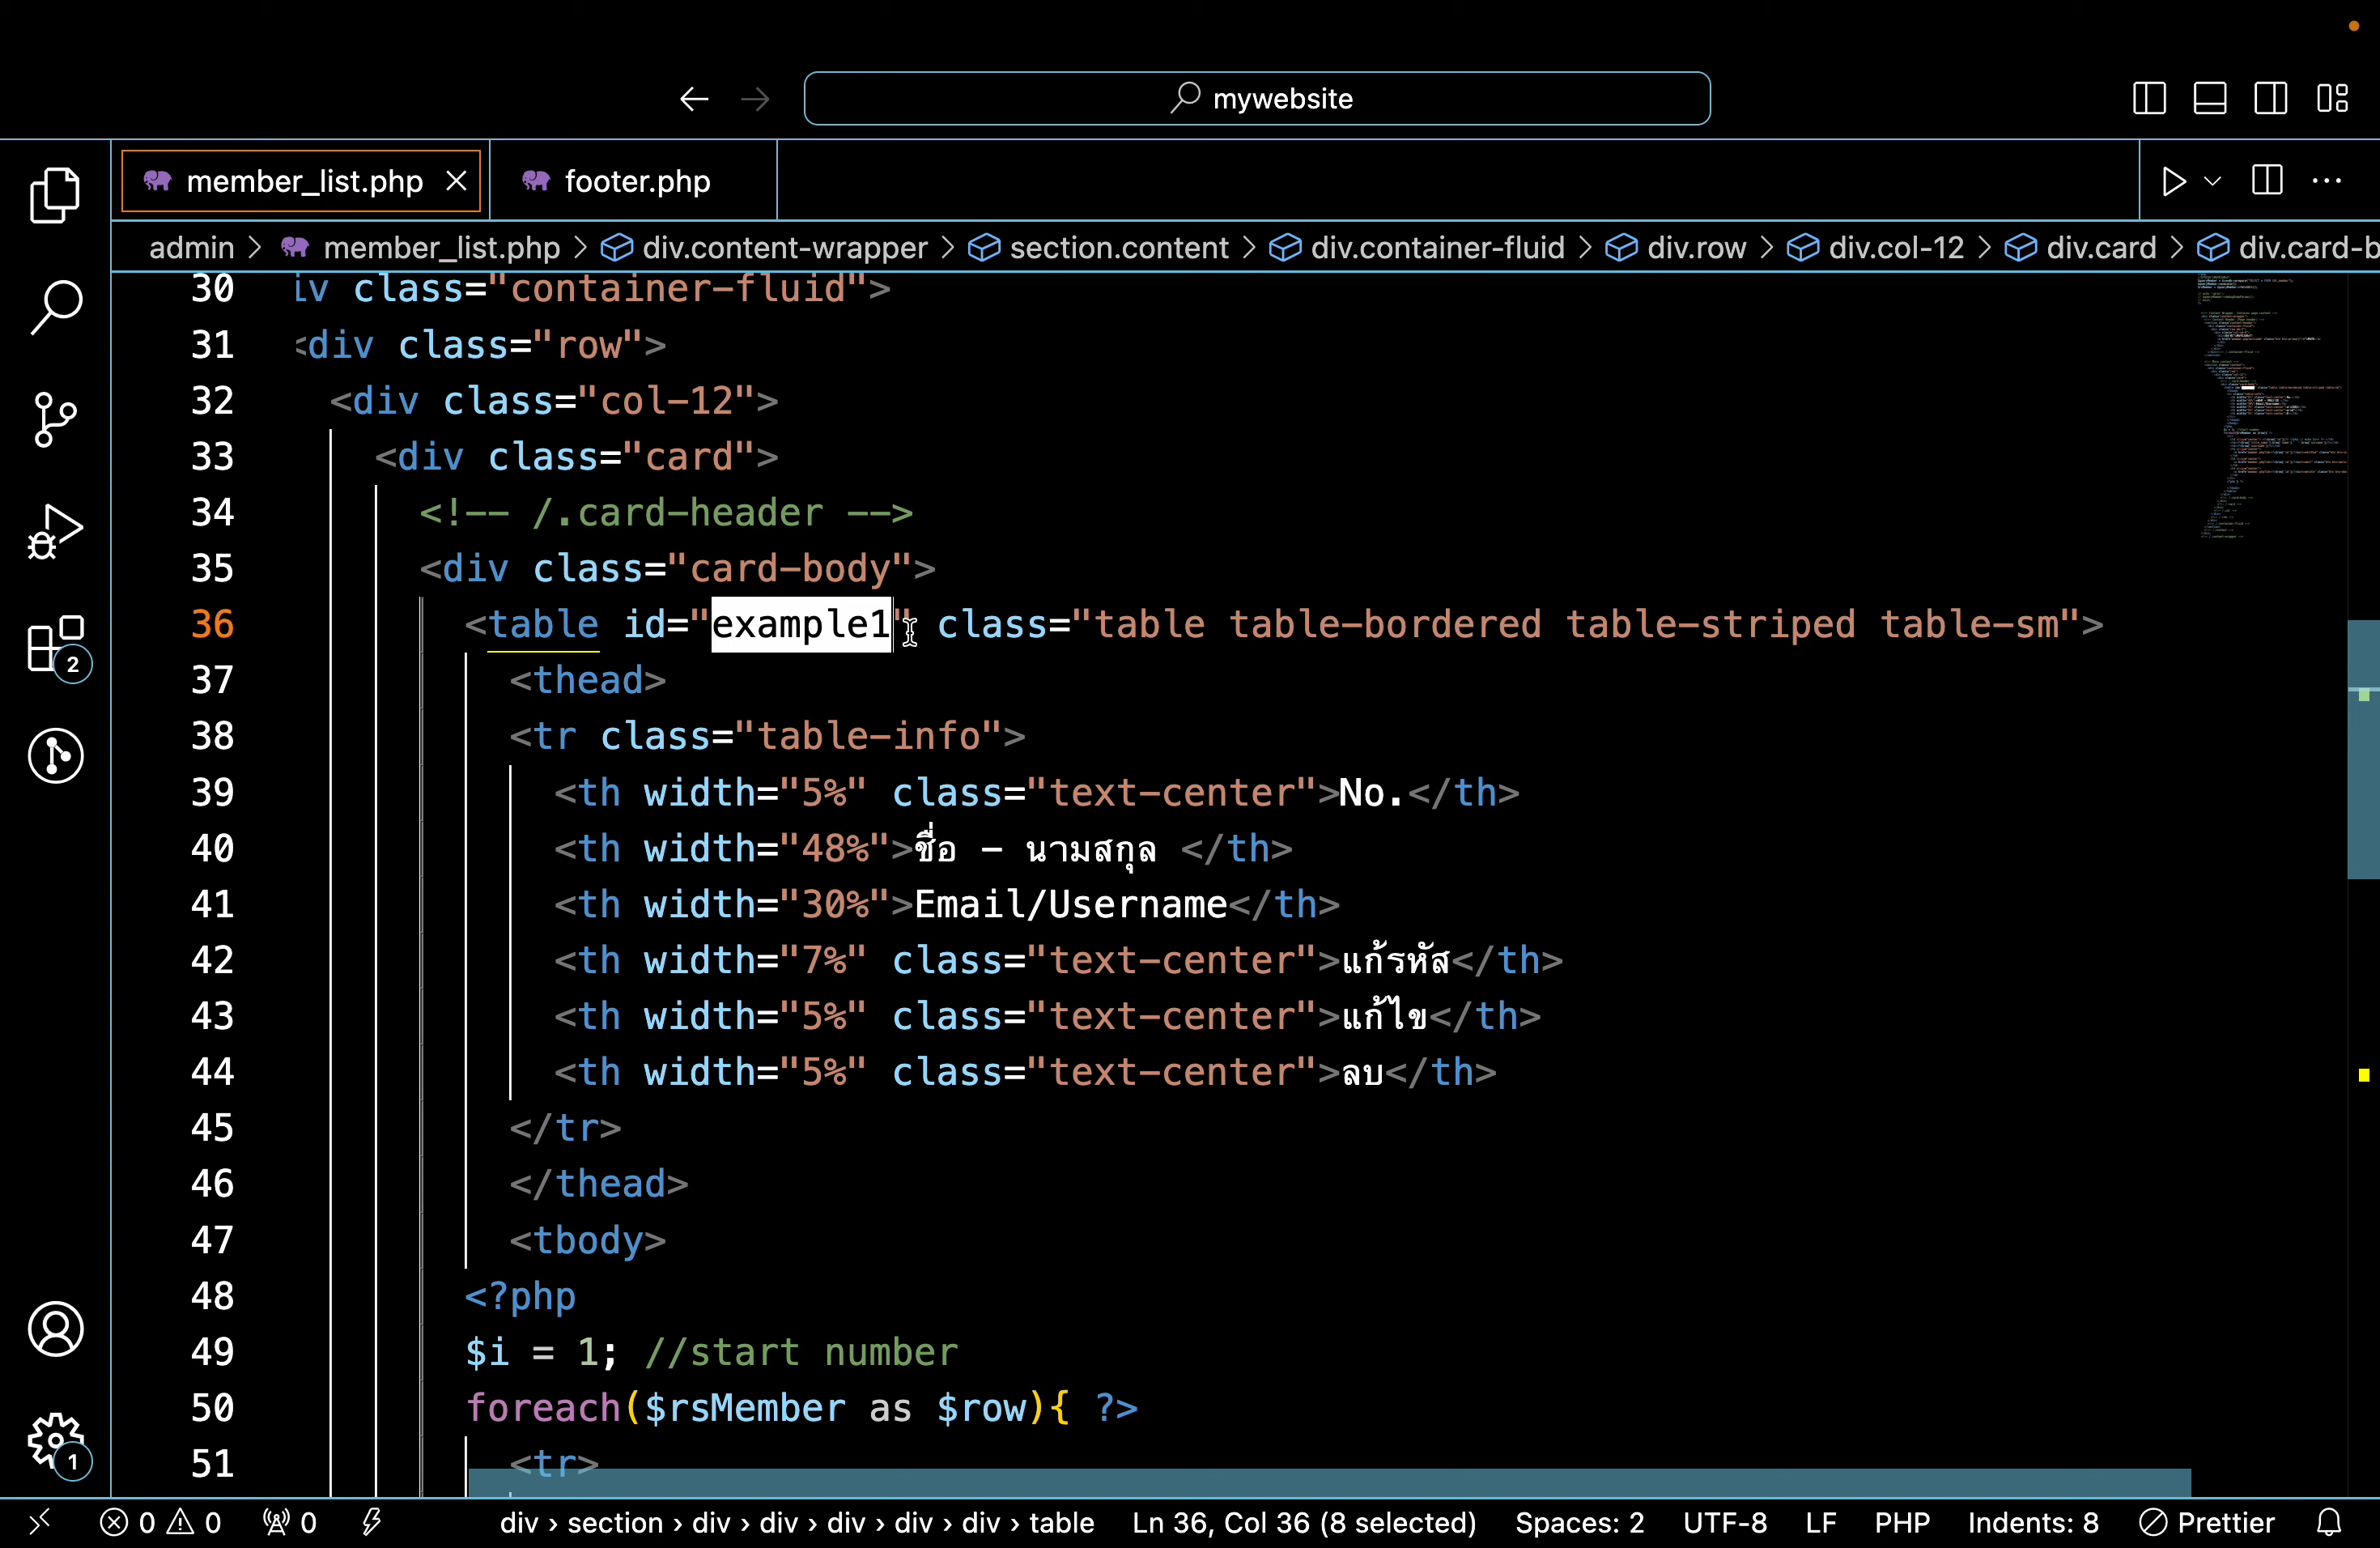 mywebsite
member_list.php
footer.php
admin > member_list.php > div.content-wrapper > section.content > div.container-fluid > div.row > div.col-12 > div.card > div.card-b
30 iv class="container-fluid">
31 <div class="row">
32 <div class="col-12">
33 <div class="card">
34 <!-- /.card-header -->
35 <div class="card-body">
36 <table id="example1" class="table table-bordered table-striped table-sm">
37 <thead>
38 <tr class="table-info">
39 <th width="5%" class="text-center">No.</th>
40 <th width="48%">ชื่อ - นามสกุล </th>
41 <th width="30%">Email/Username</th>
42 <th width="7%" class="text-center">แก้รหัส</th>
43 <th width="5%" class="text-center">แก้ไข</th>
44 <th width="5%" class="text-center">ลบ</th>
45 </tr>
46 </thead>
47 <tbody>
48 <?php
49 $i = 1; //start number
50 foreach($rsMember as $row){ ?>
51 <tr>
2
1
0 0 0 div > section > div > div > div > div > div > table Ln 36, Col 36 (8 selected) Spaces: 2 UTF-8 LF PHP Indents: 8 Prettier